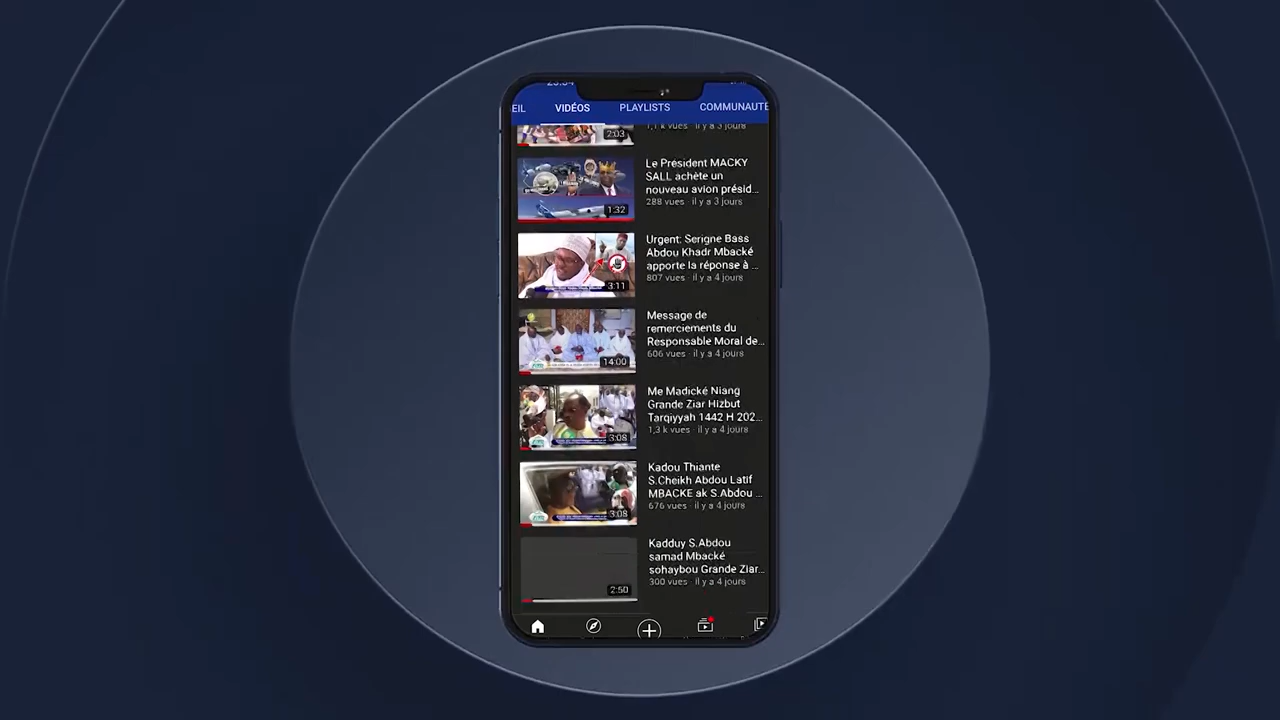 EIL VIDÉOS PLAYLISTS COMMUNAUTÉ
1,1 k vues · il y a 3 jours
2:03
Le Président MACKY
SALL achète un
nouveau avion présid...
288 vues · il y a 3 jours
1:32
Urgent: Serigne Bass
Abdou Khadr Mbacké
apporte la réponse à ...
807 vues · il y a 4 jours
3:11
Message de
remerciements du
Responsable Moral de...
606 vues · il y a 4 jours
14:00
Me Madické Niang
Grande Ziar Hizbut
Tarqiyyah 1442 H 202...
1,3 k vues · il y a 4 jours
3:08
Kadou Thiante
S.Cheikh Abdou Latif
MBACKE ak S.Abdou ...
676 vues · il y a 4 jours
3:08
Kadduy S.Abdou
samad Mbacké
sohaybou Grande Ziar...
300 vues · il y a 4 jours
2:50